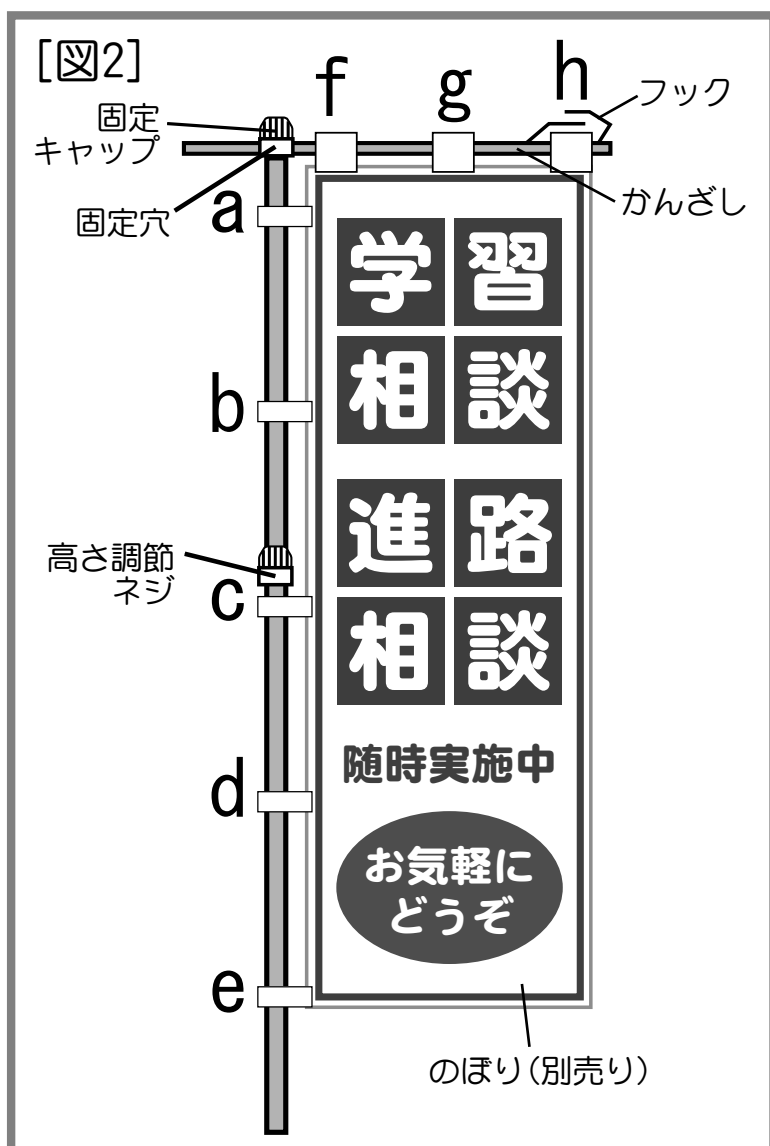 [図2]
f
g
h
フック
固定
キャップ
固定穴
かんざし
a
b
c
d
e
高さ調節
ネジ
学習
相談
進路
相談
随時実施中
お気軽に
どうぞ
のぼり(別売り)